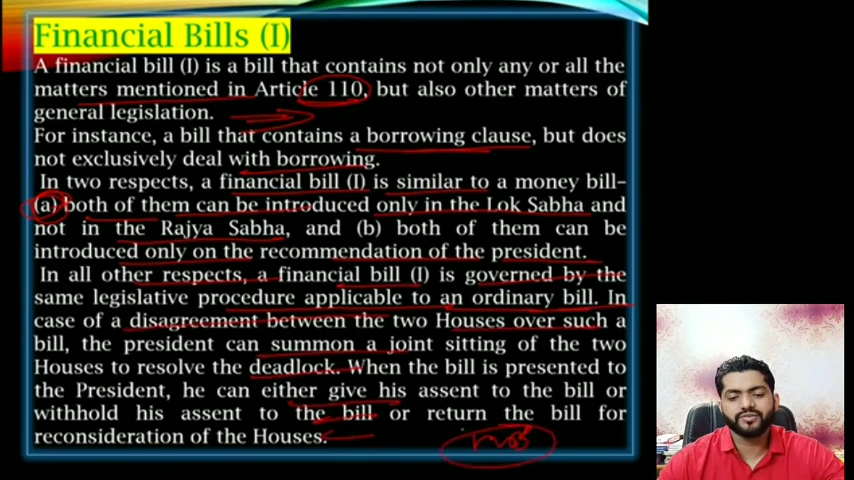 Financial Bills (I)
A financial bill (I) is a bill that contains not only any or all the
matters mentioned in Article 110, but also other matters of
general legislation.
For instance, a bill that contains a borrowing clause, but does
not exclusively deal with borrowing.
In two respects, a financial bill (I) is similar to a money bill–
(a) both of them can be introduced only in the Lok Sabha and
not in the Rajya Sabha, and (b) both of them can be
introduced only on the recommendation of the president.
In all other respects, a financial bill (I) is governed by the
same legislative procedure applicable to an ordinary bill. In
case of a disagreement between the two Houses over such a
bill, the president can summon a joint sitting of the two
Houses to resolve the deadlock. When the bill is presented to
the President, he can either give his assent to the bill or
withhold his assent to the bill or return the bill for
reconsideration of the Houses.